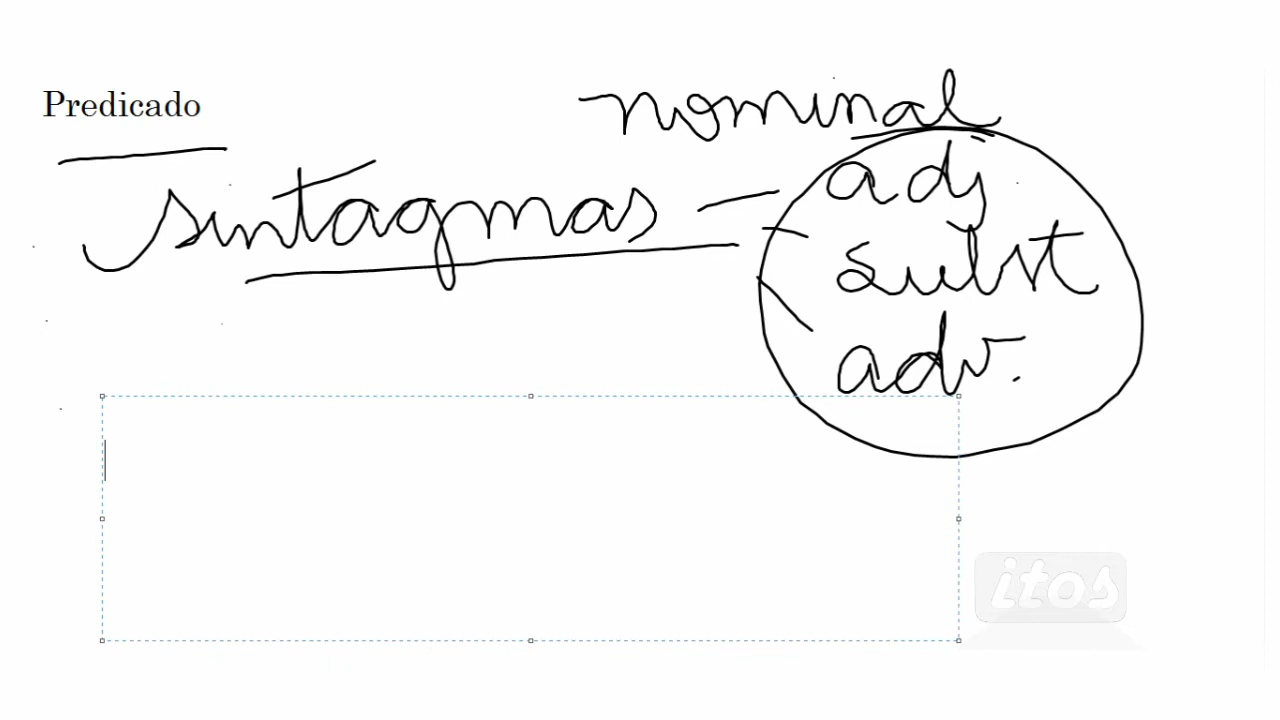 Predicado
nominal
sintagmas - adj
subst
adv.
itos